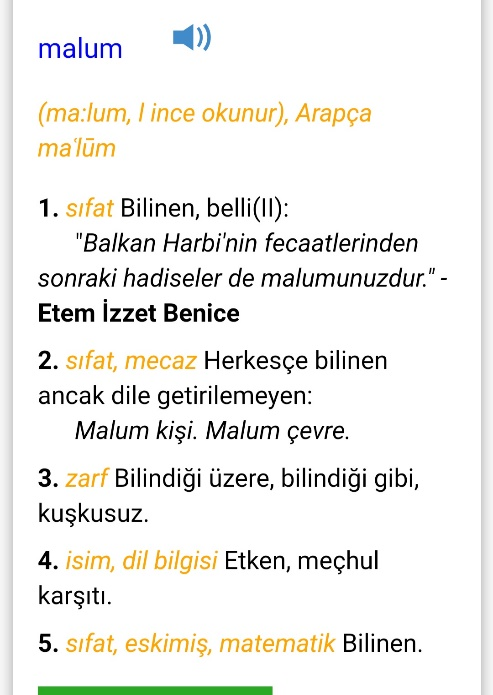 malum
(ma:lum, l ince okunur), Arapça
maʿlūm
1. sıfat Bilinen, belli(II):
"Balkan Harbi'nin fecaatlerinden
sonraki hadiseler de malumunuzdur." -
Etem İzzet Benice
2. sıfat, mecaz Herkesçe bilinen
ancak dile getirilemeyen:
Malum kişi. Malum çevre.
3. zarf Bilindiği üzere, bilindiği gibi,
kuşkusuz.
4. isim, dil bilgisi Etken, meçhul
karşıtı.
5. sıfat, eskimiş, matematik Bilinen.